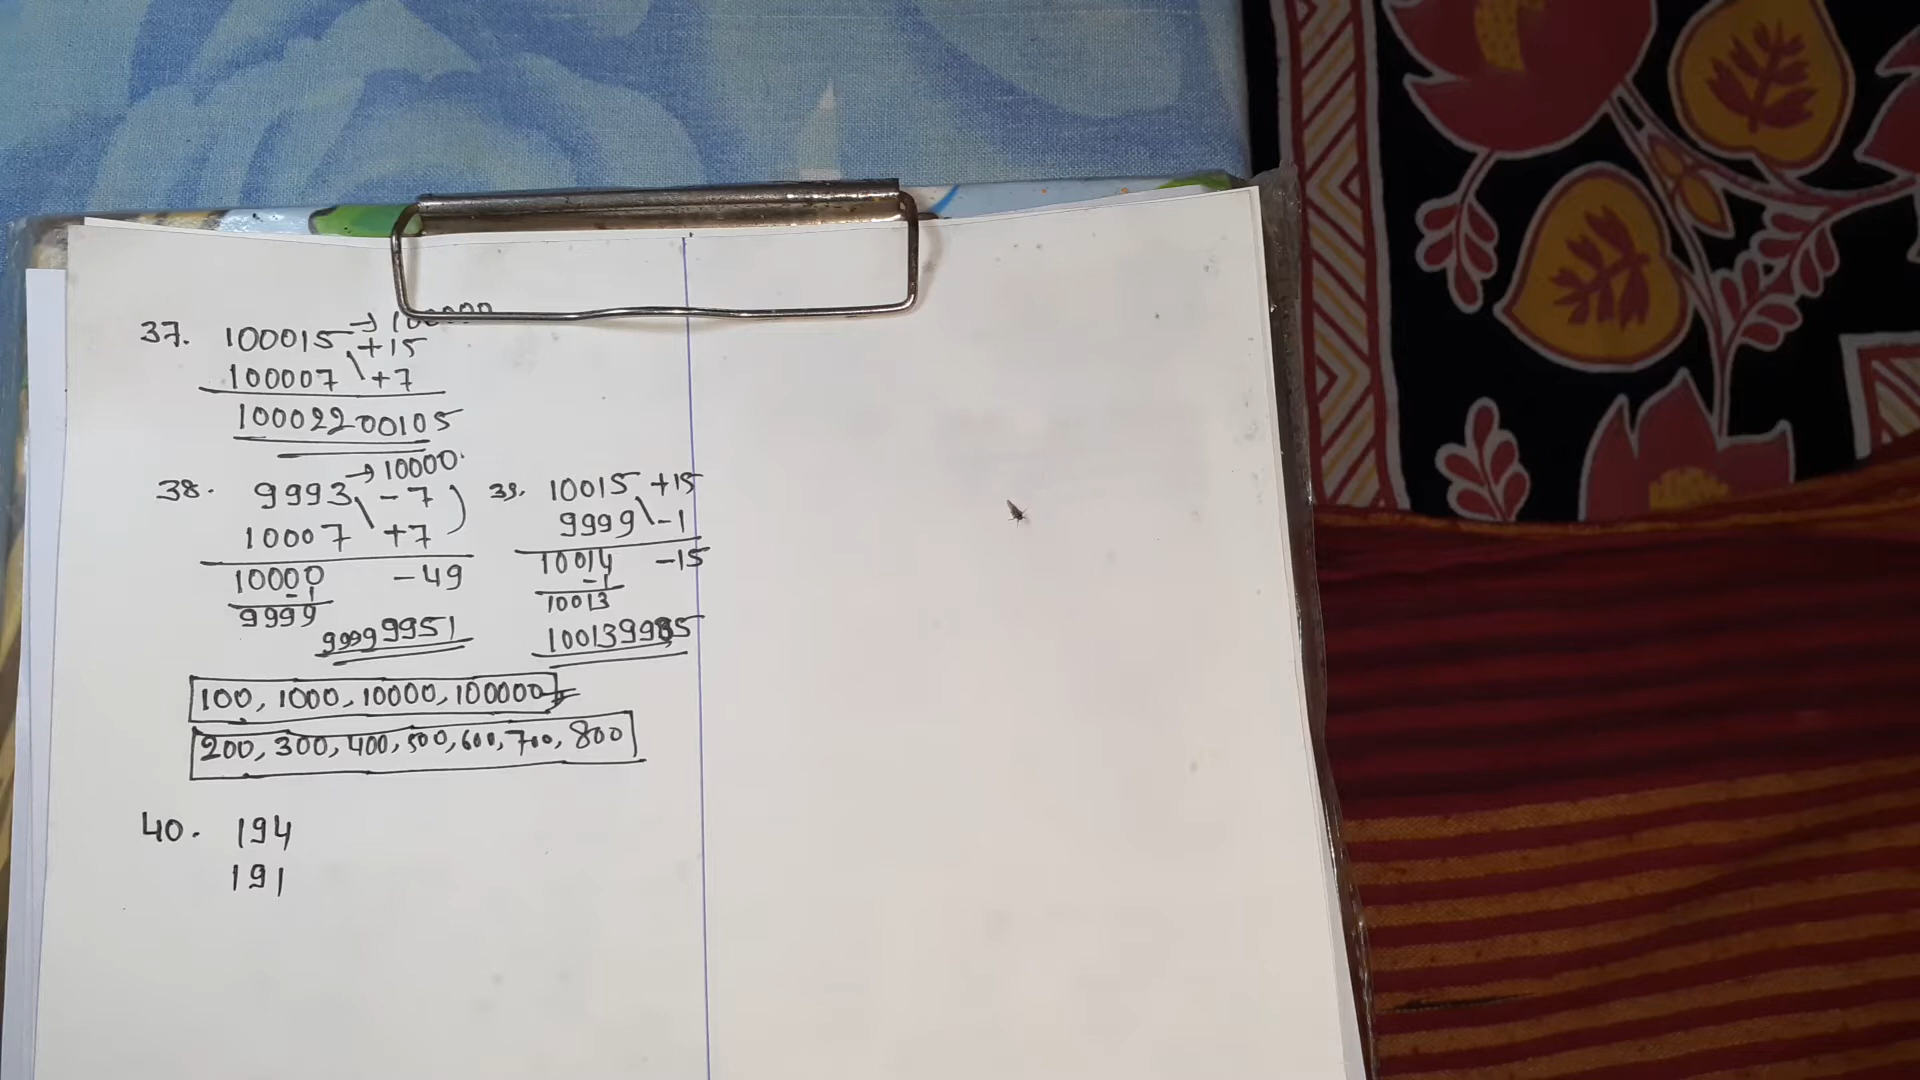 37. 100015 → 100000
+15
100007 \ +7
10002200105
→ 10000.
38. 9993 \ -7
10007 +7
10000 -49
-1
9999
99999951
39. 10015 +15
9999 \ -1
10014 -15
-1
10013
100139985
100, 1000, 10000, 100000
200, 300, 400, 500, 600, 700, 800
40. 194
191